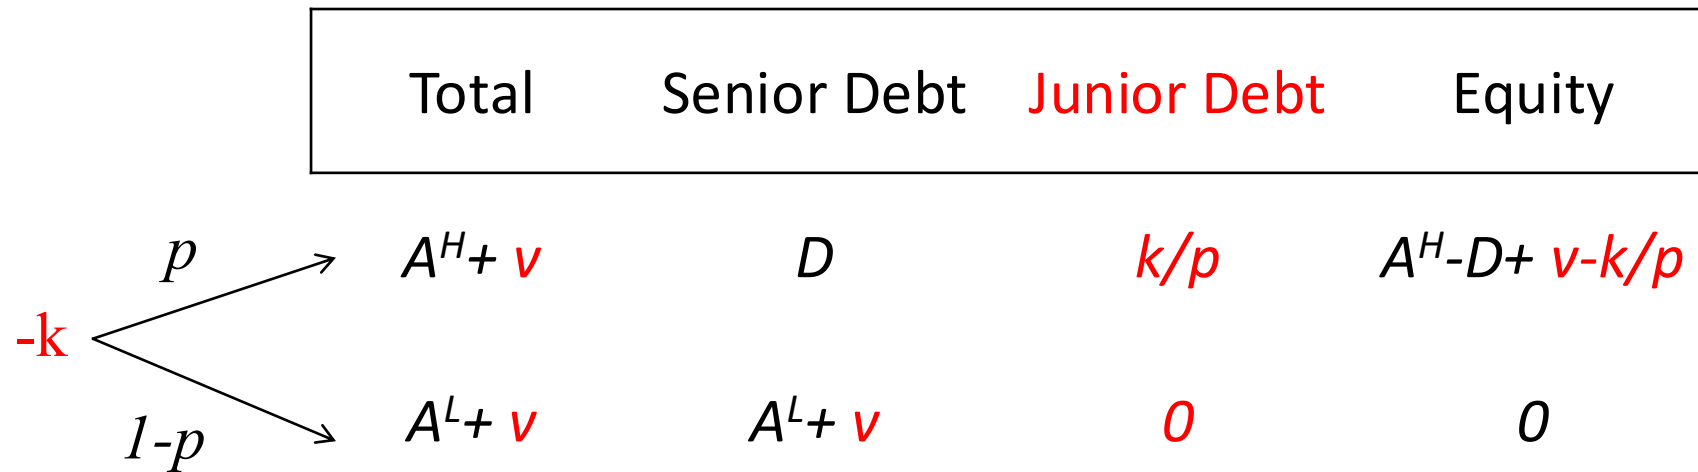 Total Senior Debt Junior Debt Equity
p A^H+ v D k/p A^H-D+ v-k/p
-k
1-p A^L+ v A^L+ v 0 0